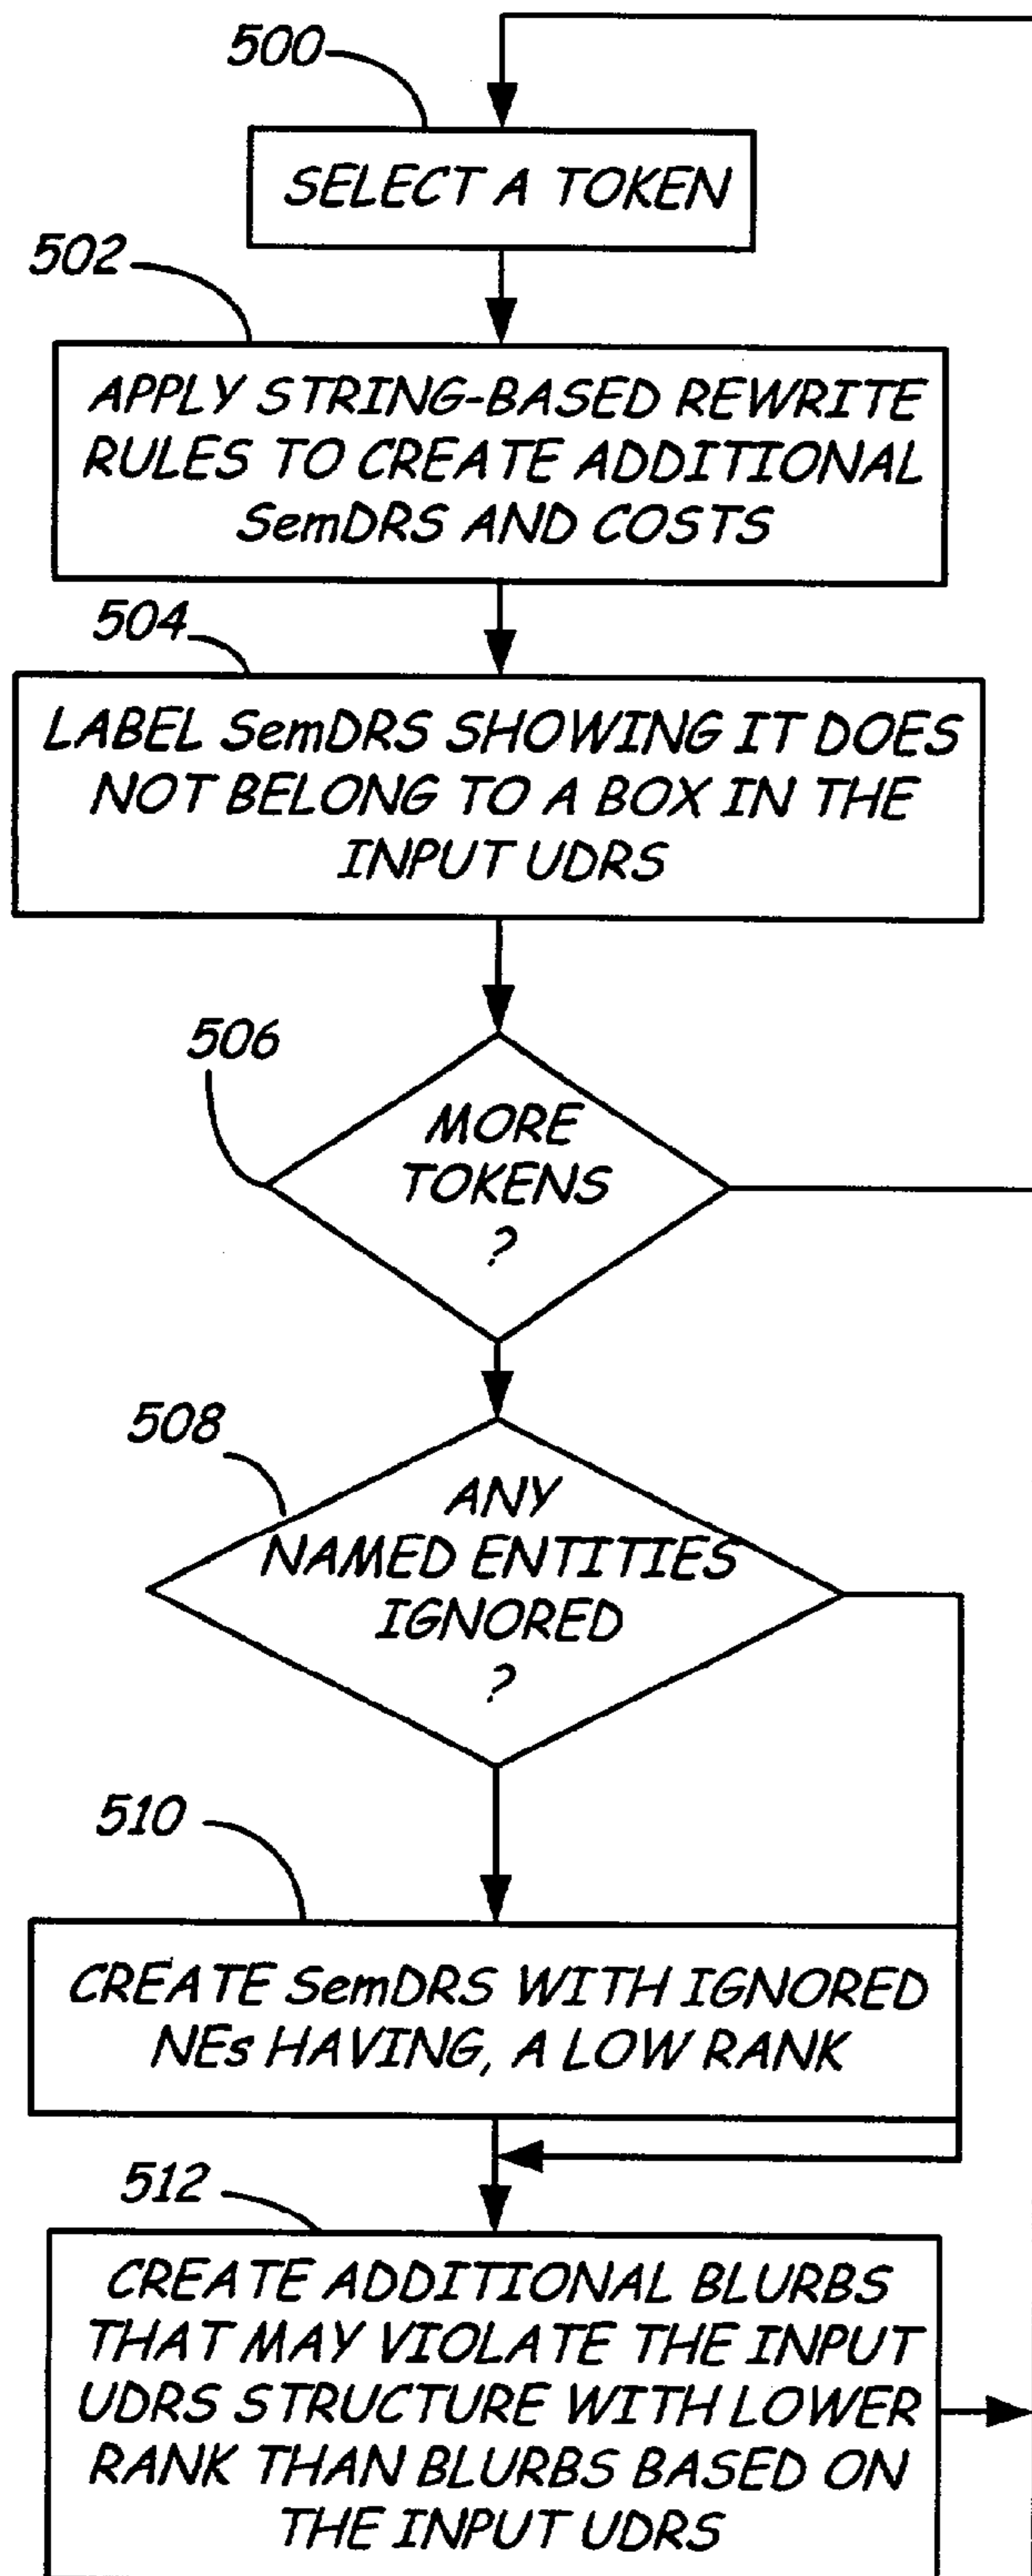 500
SELECT A TOKEN
502
APPLY STRING-BASED REWRITE
RULES TO CREATE ADDITIONAL
SemDRS AND COSTS
504
LABEL SemDRS SHOWING IT DOES
NOT BELONG TO A BOX IN THE
INPUT UDRS
506
MORE
TOKENS
?
508
ANY
NAMED ENTITIES
IGNORED
?
510
CREATE SemDRS WITH IGNORED
NEs HAVING, A LOW RANK
512
CREATE ADDITIONAL BLURBS
THAT MAY VIOLATE THE INPUT
UDRS STRUCTURE WITH LOWER
RANK THAN BLURBS BASED ON
THE INPUT UDRS